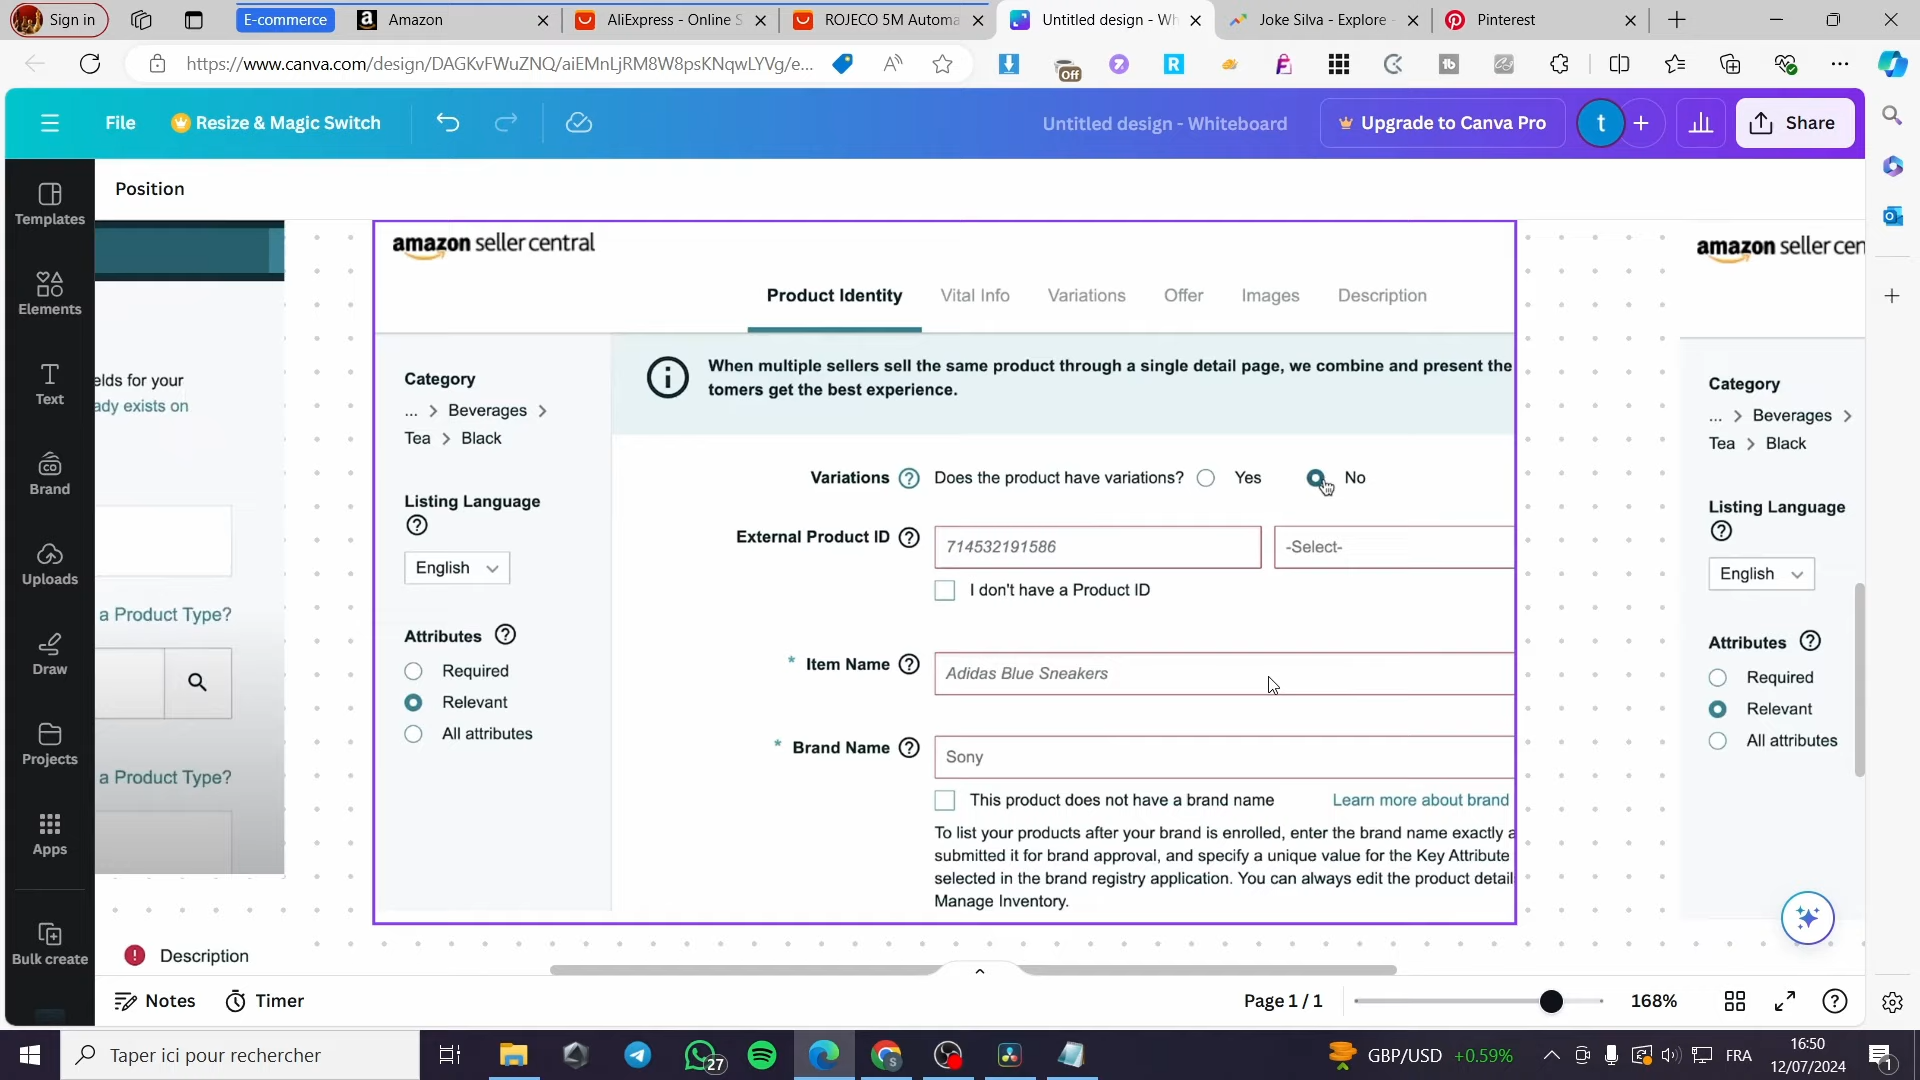 Sign in
E-commerce
Amazon
AliExpress - Online S
ROJECO 5M Automa
Untitled design - Wh
Joke Silva - Explore -
Pinterest
https://www.canva.com/design/DAGKvFWuZNQ/aiEMnLjRM8W8psKNqwLYVg/e...
Off
File
Resize & Magic Switch
Untitled design - Whiteboard
Upgrade to Canva Pro
t
Share
Templates
Elements
Text
Brand
Uploads
Draw
Projects
Apps
Bulk create
Position
elds for your
ady exists on
a Product Type?
a Product Type?
Description
amazon seller central
Product Identity
Vital Info
Variations
Offer
Images
Description
Category
... > Beverages >
Tea > Black
Listing Language
English
Attributes
Required
Relevant
All attributes
When multiple sellers sell the same product through a single detail page, we combine and present the
tomers get the best experience.
Variations
Does the product have variations?
Yes
No
External Product ID
714532191586
-Select-
I don't have a Product ID
* Item Name
Adidas Blue Sneakers
* Brand Name
Sony
This product does not have a brand name
Learn more about brand
To list your products after your brand is enrolled, enter the brand name exactly a
submitted it for brand approval, and specify a unique value for the Key Attribute
selected in the brand registry application. You can always edit the product detail
Manage Inventory.
amazon seller cen
Category
... > Beverages >
Tea > Black
Listing Language
English
Attributes
Required
Relevant
All attributes
Notes
Timer
Page 1 / 1
168%
Taper ici pour rechercher
27
GBP/USD +0.59%
FRA
16:50
12/07/2024
1